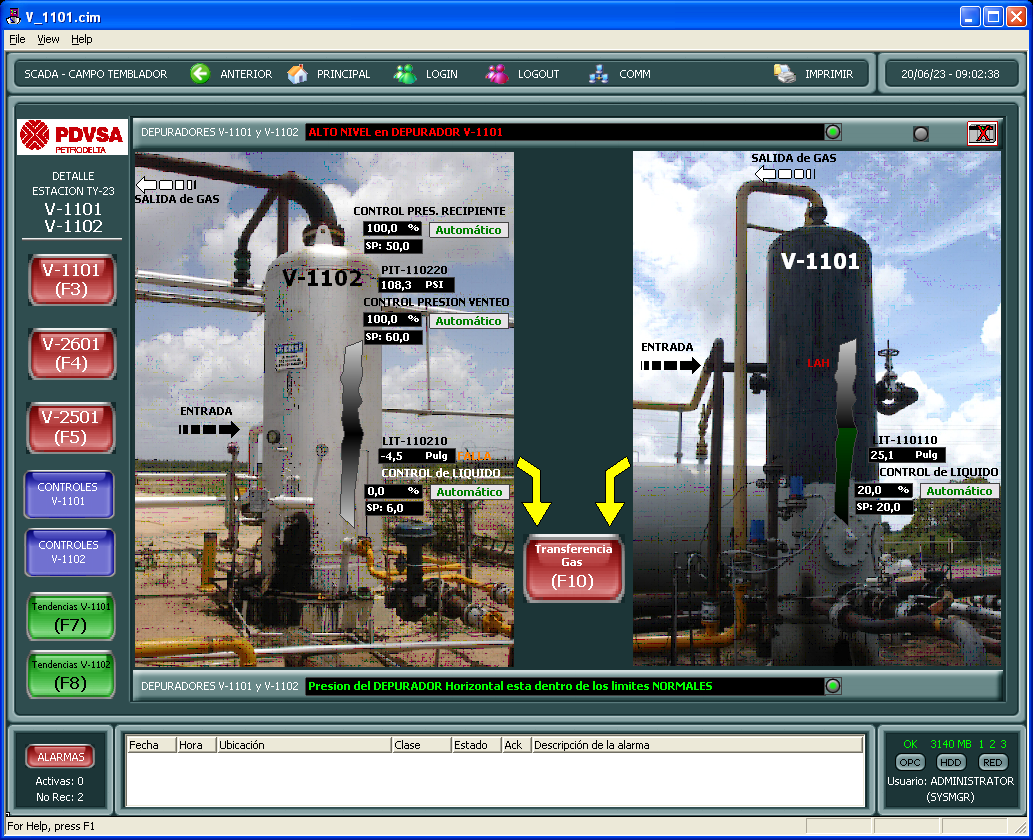 V_1101.cim
File View Help
SCADA - CAMPO TEMBLADOR ANTERIOR PRINCIPAL LOGIN LOGOUT COMM IMPRIMIR 20/06/23 - 09:02:38
PDVSA
PETRODELTA
DEPURADORES V-1101 y V-1102 ALTO NIVEL en DEPURADOR V-1101
DETALLE
ESTACION TY-23
V-1101
V-1102
V-1101
(F3)
V-2601
(F4)
V-2501
(F5)
CONTROLES
V-1101
CONTROLES
V-1102
Tendencias V-1101
(F7)
Tendencias V-1102
(F8)
SALIDA de GAS
CONTROL PRES. RECIPIENTE
100,0 % Automático
SP: 50,0
V-1102
PIT-110220
108,3 PSI
CONTROL PRESION VENTEO
100,0 % Automático
SP: 60,0
ENTRADA
LIT-110210
-4,5 Pulg FALLA
CONTROL de LIQUIDO
0,0 % Automático
SP: 6,0
Transferencia
Gas
(F10)
SALIDA de GAS
V-1101
ENTRADA
LAH
LIT-110110
25,1 Pulg
CONTROL de LIQUIDO
20,0 % Automático
SP: 20,0
DEPURADORES V-1101 y V-1102 Presion del DEPURADOR Horizontal esta dentro de los limites NORMALES
ALARMAS
Activas: 0
No Rec: 2
Fecha Hora Ubicación Clase Estado Ack Descripción de la alarma
OK 3140 MB 1 2 3
OPC HDD RED
Usuario: ADMINISTRATOR
(SYSMGR)
For Help, press F1